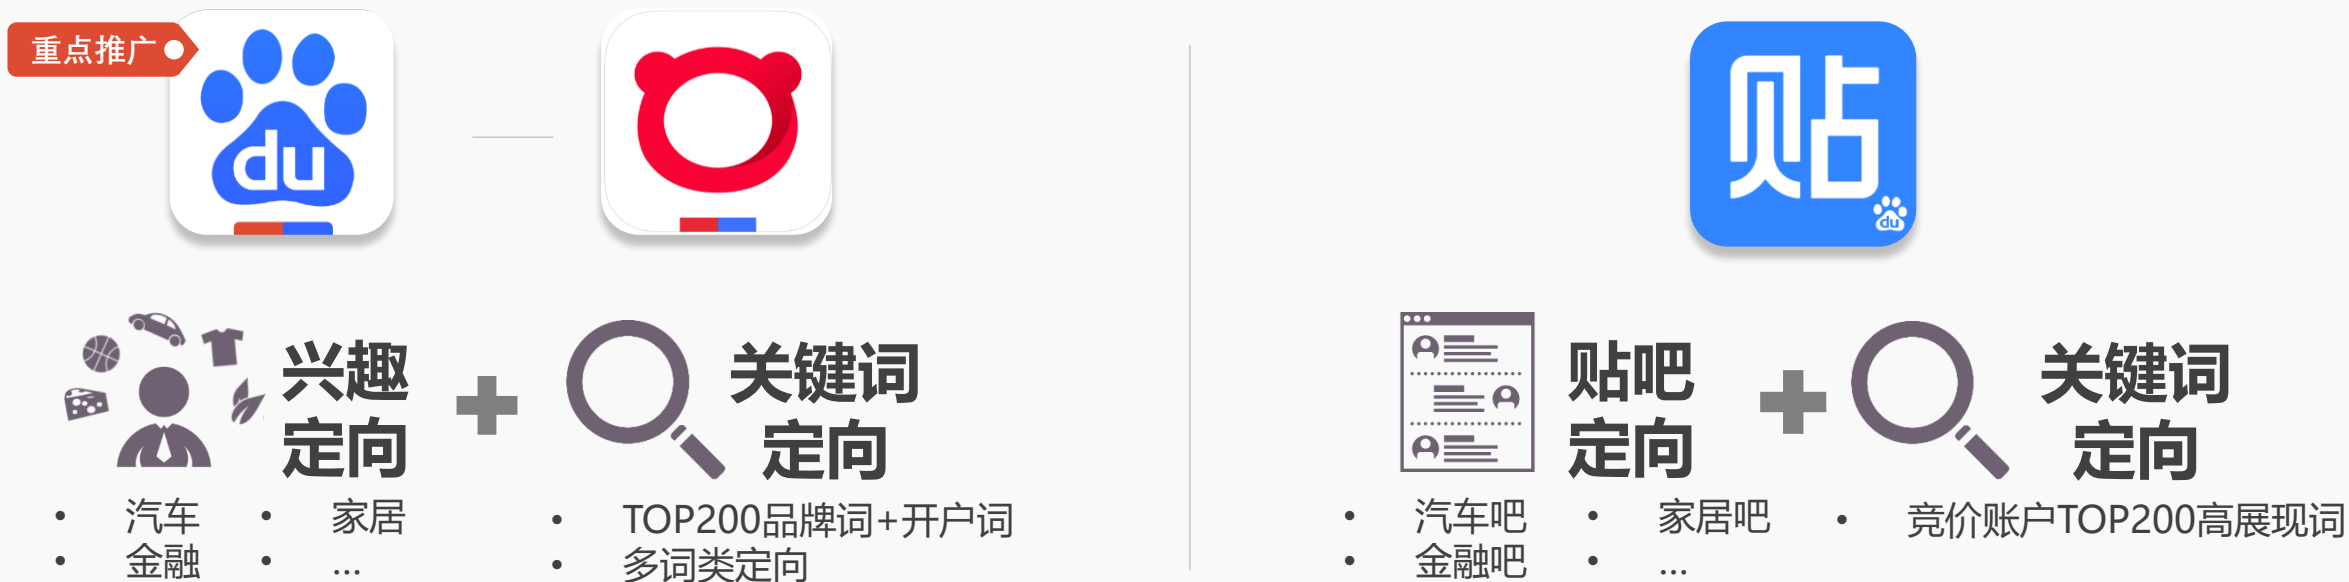 重点推广
du
贴
du
兴趣
定向
关键词
定向
• 汽车 • 家居
• 金融 • …
• TOP200品牌词+开户词
• 多词类定向
贴吧
定向
关键词
定向
• 汽车吧 • 家居吧
• 金融吧 • …
• 竞价账户TOP200高展现词